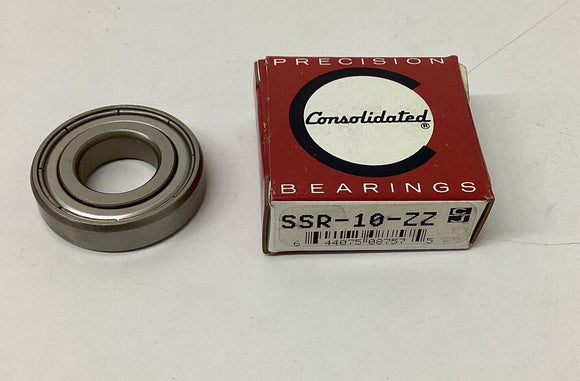 PRECISION
Consolidated®
BEARINGS
SSR-10-ZZ
6 44075 08757 5